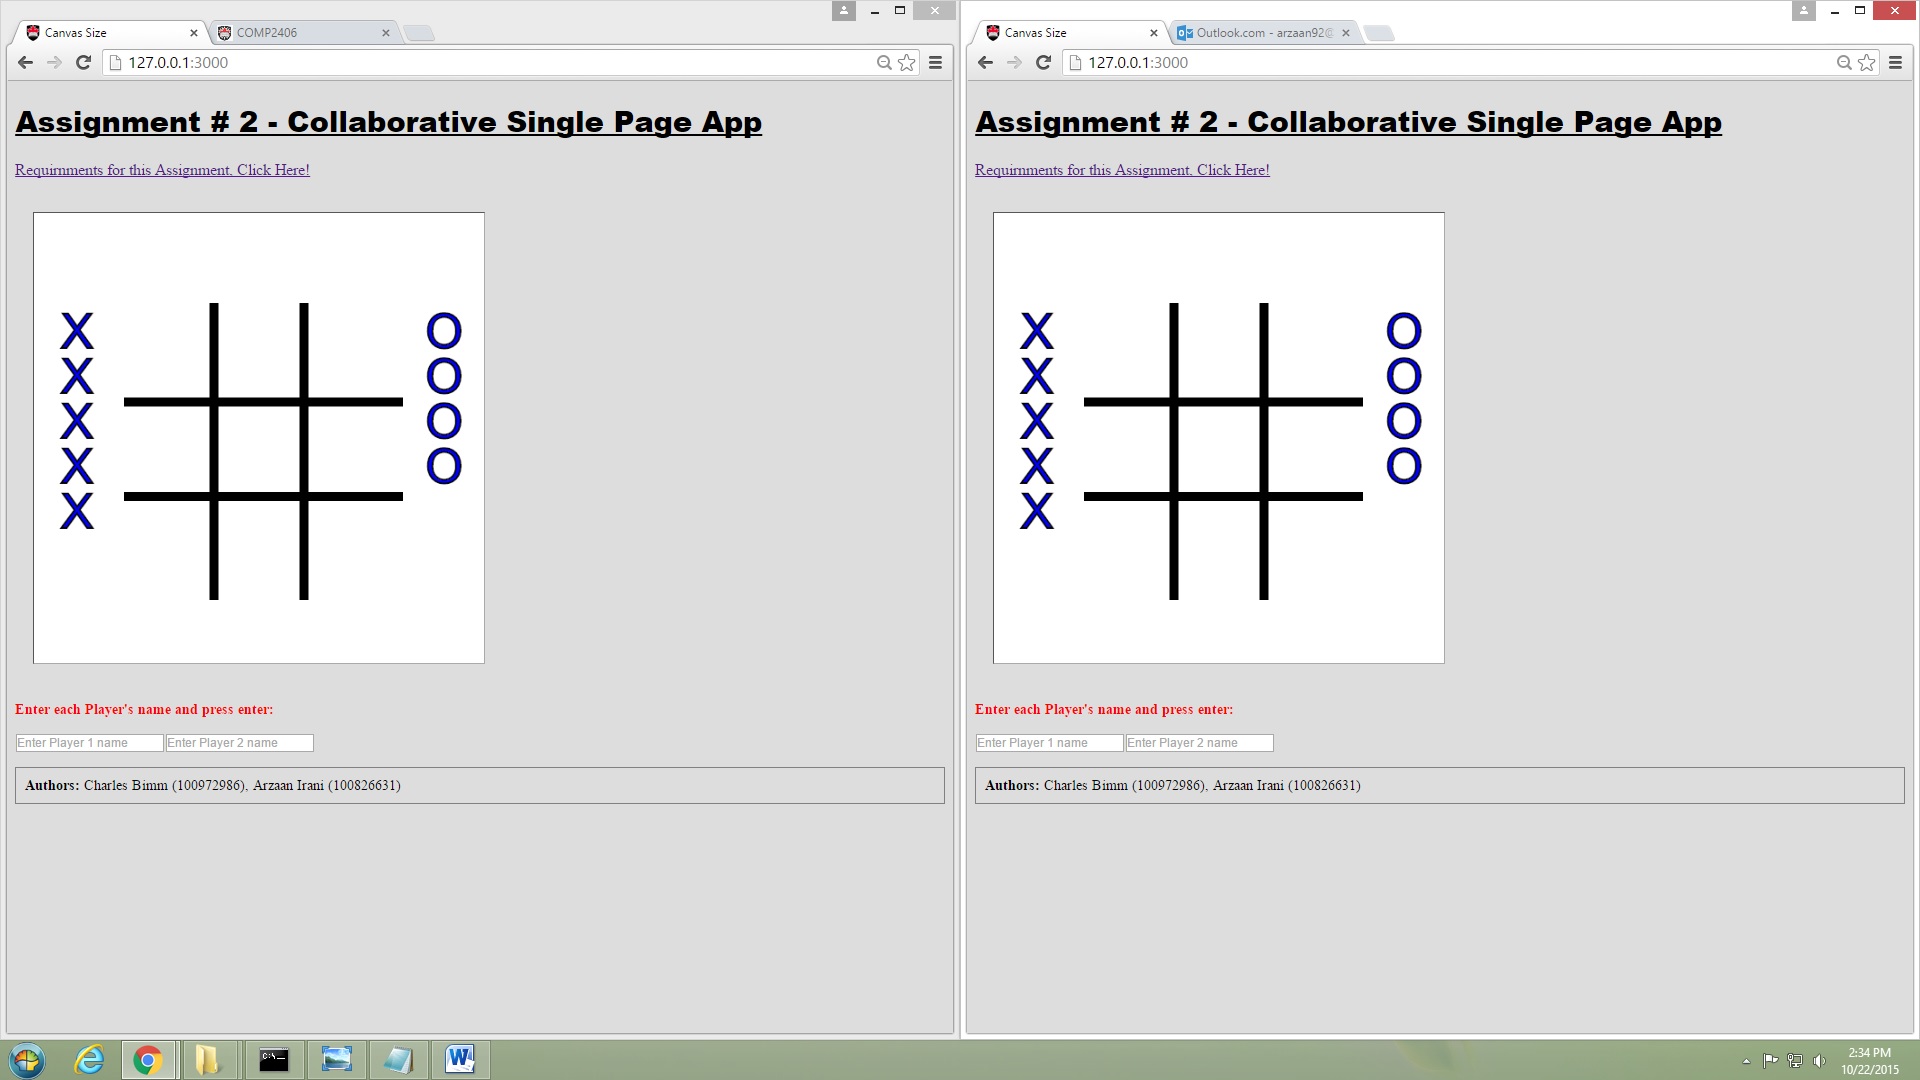 Canvas Size
COMP2406
127.0.0.1:3000
Assignment # 2 - Collaborative Single Page App
Requirnments for this Assignment, Click Here!
X O
X O
X O
X O
X
Enter each Player's name and press enter:
Enter Player 1 name Enter Player 2 name
Authors: Charles Bimm (100972986), Arzaan Irani (100826631)
Canvas Size
Outlook.com - arzaan92@
127.0.0.1:3000
Assignment # 2 - Collaborative Single Page App
Requirnments for this Assignment, Click Here!
X O
X O
X O
X O
X
Enter each Player's name and press enter:
Enter Player 1 name Enter Player 2 name
Authors: Charles Bimm (100972986), Arzaan Irani (100826631)
2:34 PM
10/22/2015